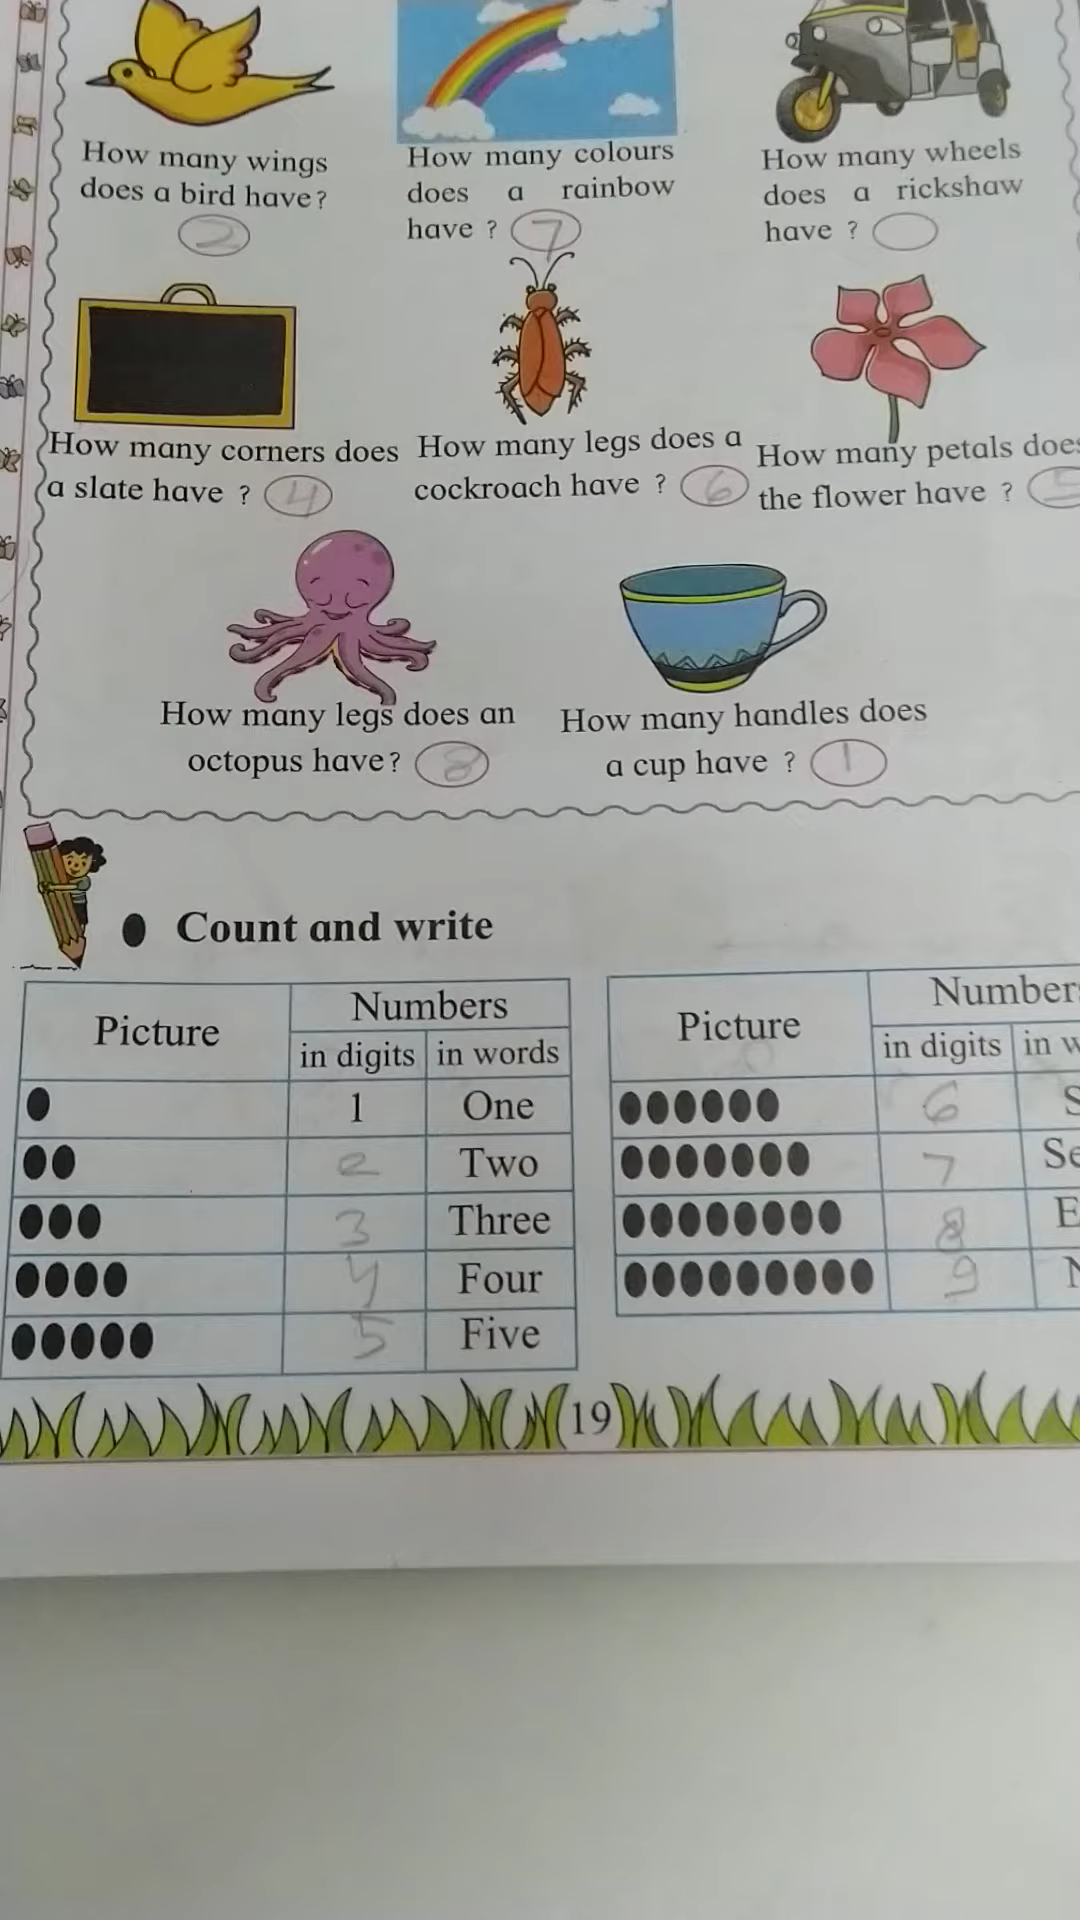 How many wings
does a bird have?
2
How many colours
does a rainbow
have ? 7
How many wheels
does a rickshaw
have ?
How many corners does
a slate have ? 4
How many legs does a
cockroach have ? 6
How many petals does
the flower have ? 5
How many legs does an
octopus have? 8
How many handles does
a cup have ? 1
Count and write
Picture Numbers
in digits in words
1 One
2 Two
3 Three
4 Four
5 Five
Picture Numbers
in digits in w
6 S
7 Se
8 E
9 N
19